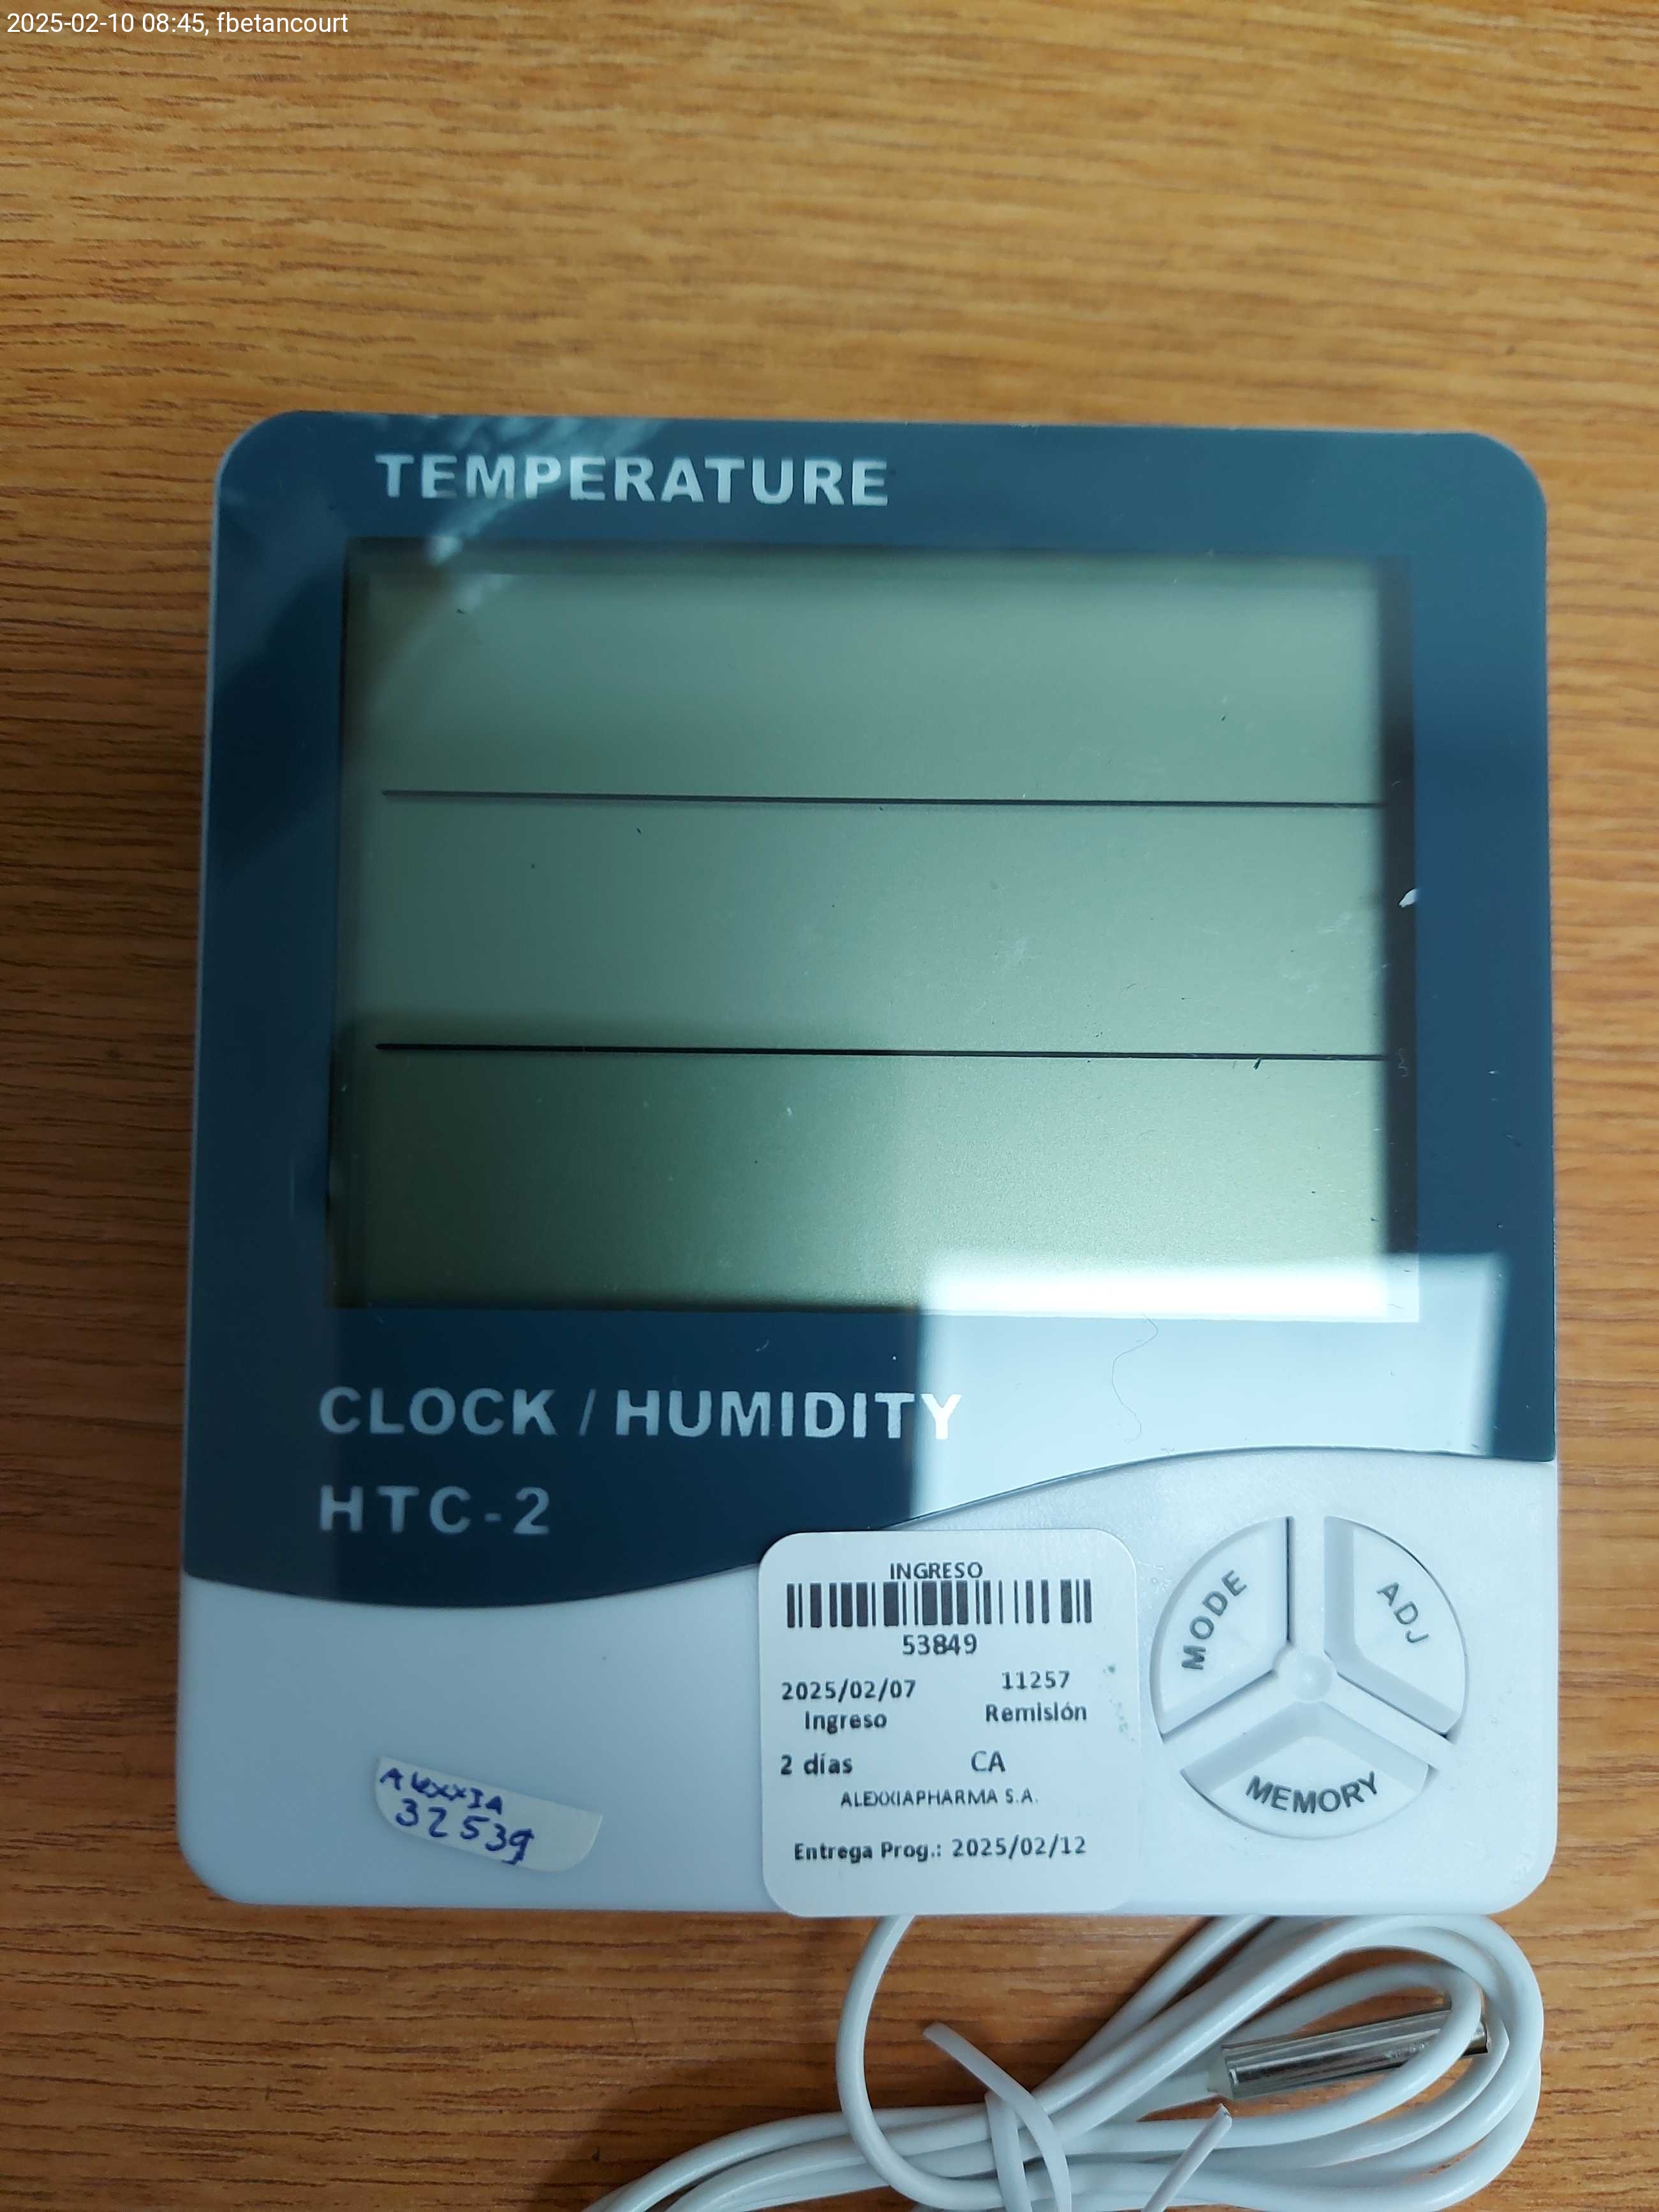 2025-02-10 08:45, fbetancourt
TEMPERATURE
CLOCK / HUMIDITY
HTC-2
INGRESO
53849
2025/02/07 11257
Ingreso Remisión
2 días CA
ALEXXIAPHARMA S.A.
Entrega Prog.: 2025/02/12
MODE
ADJ
MEMORY
ALEXXIA
32539